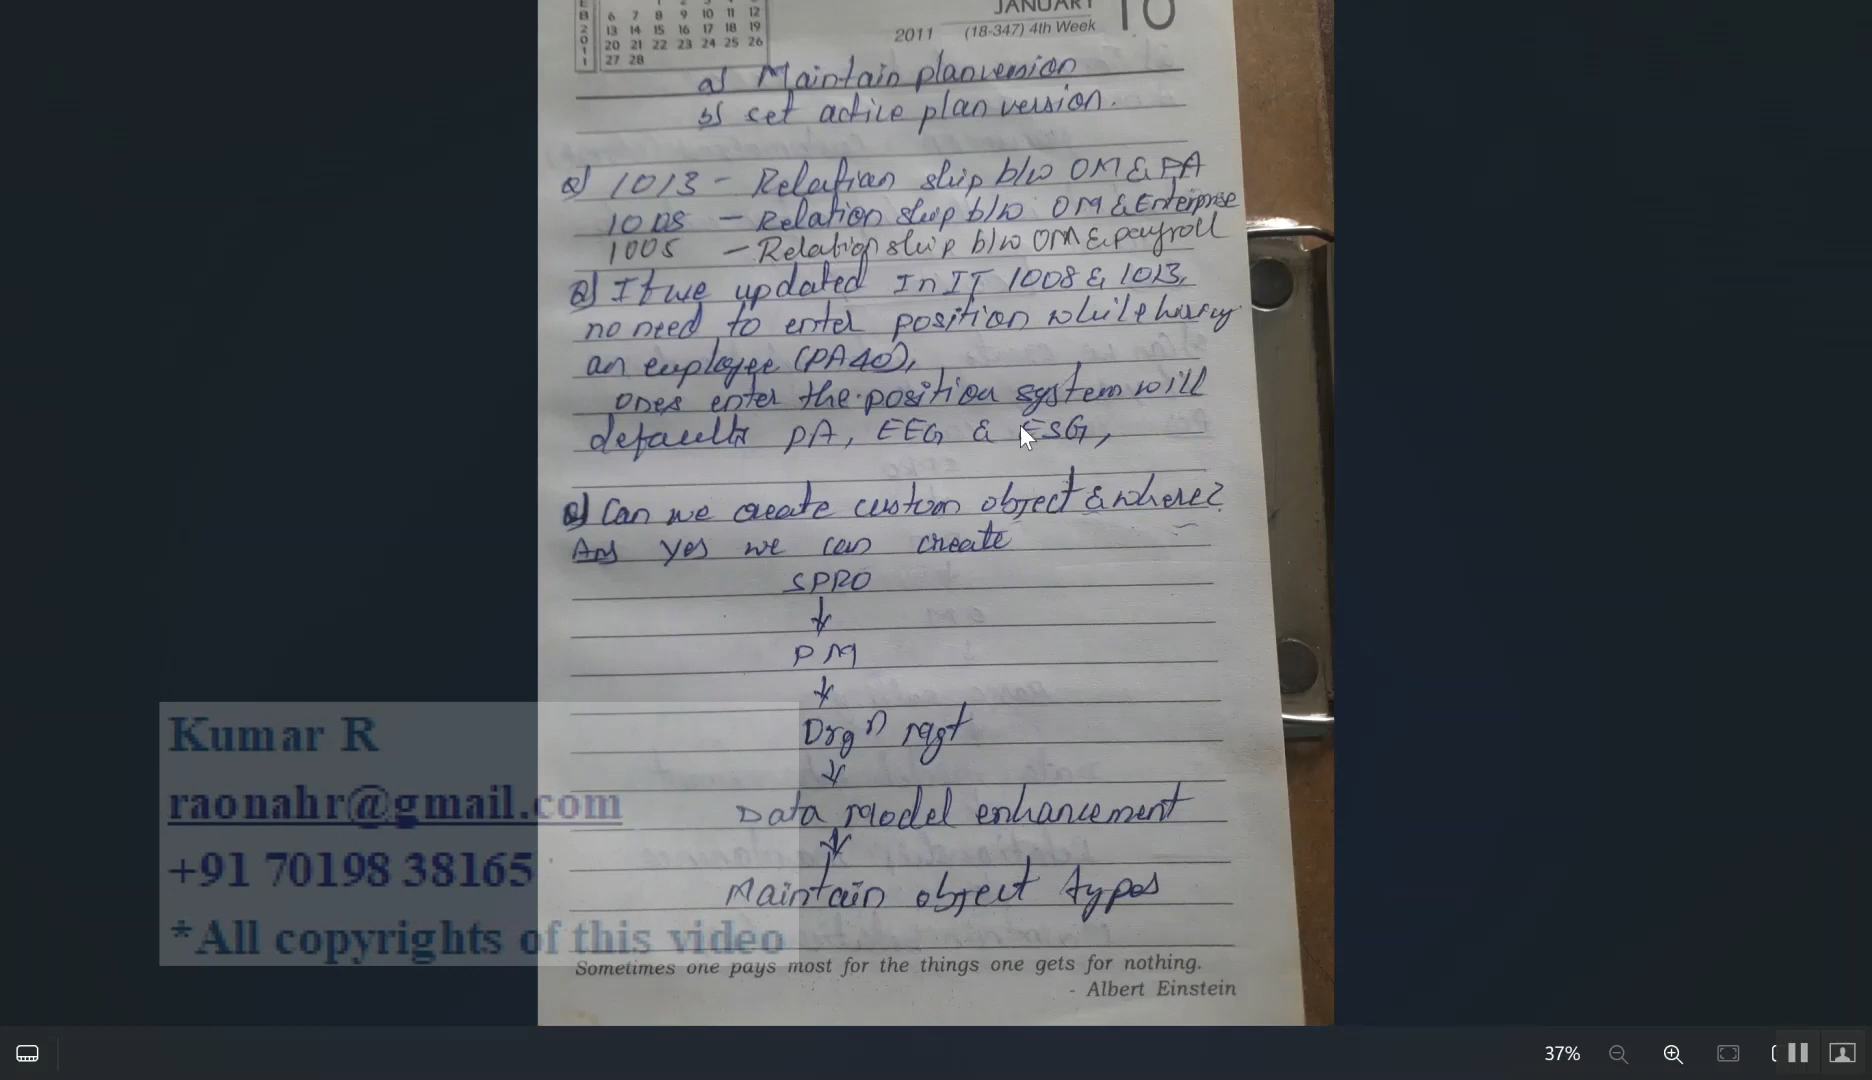 JANUARY
10
6 7 8 9 10 11 12
2011 (18-347) 4th Week
13 14 15 16 17 18 19
20 21 22 23 24 25 26
27 28
a) Maintain planversion
b) set active plan version.
Q) 1013 - Relation ship b/w OM & PA
1008 - Relation ship b/w OM & Enterprise
1005 - Relation ship b/w OM & payroll
Q) If we updated In IT 1008 & 1013,
no need to enter position while hiring
an employee (PA40),
ones enter the position system will
defaults PA, EEG & ESG,
Q) Can we create custom object & where?
Ans Yes we can create
SPRO
↓
PM
↓
Orgn mgt
↓
Data model enhancement
↓
Maintain object types
Kumar R
raonahr@gmail.com
+91 70198 38165
*All copyrights of this video
Sometimes one pays most for the things one gets for nothing.
- Albert Einstein
37%